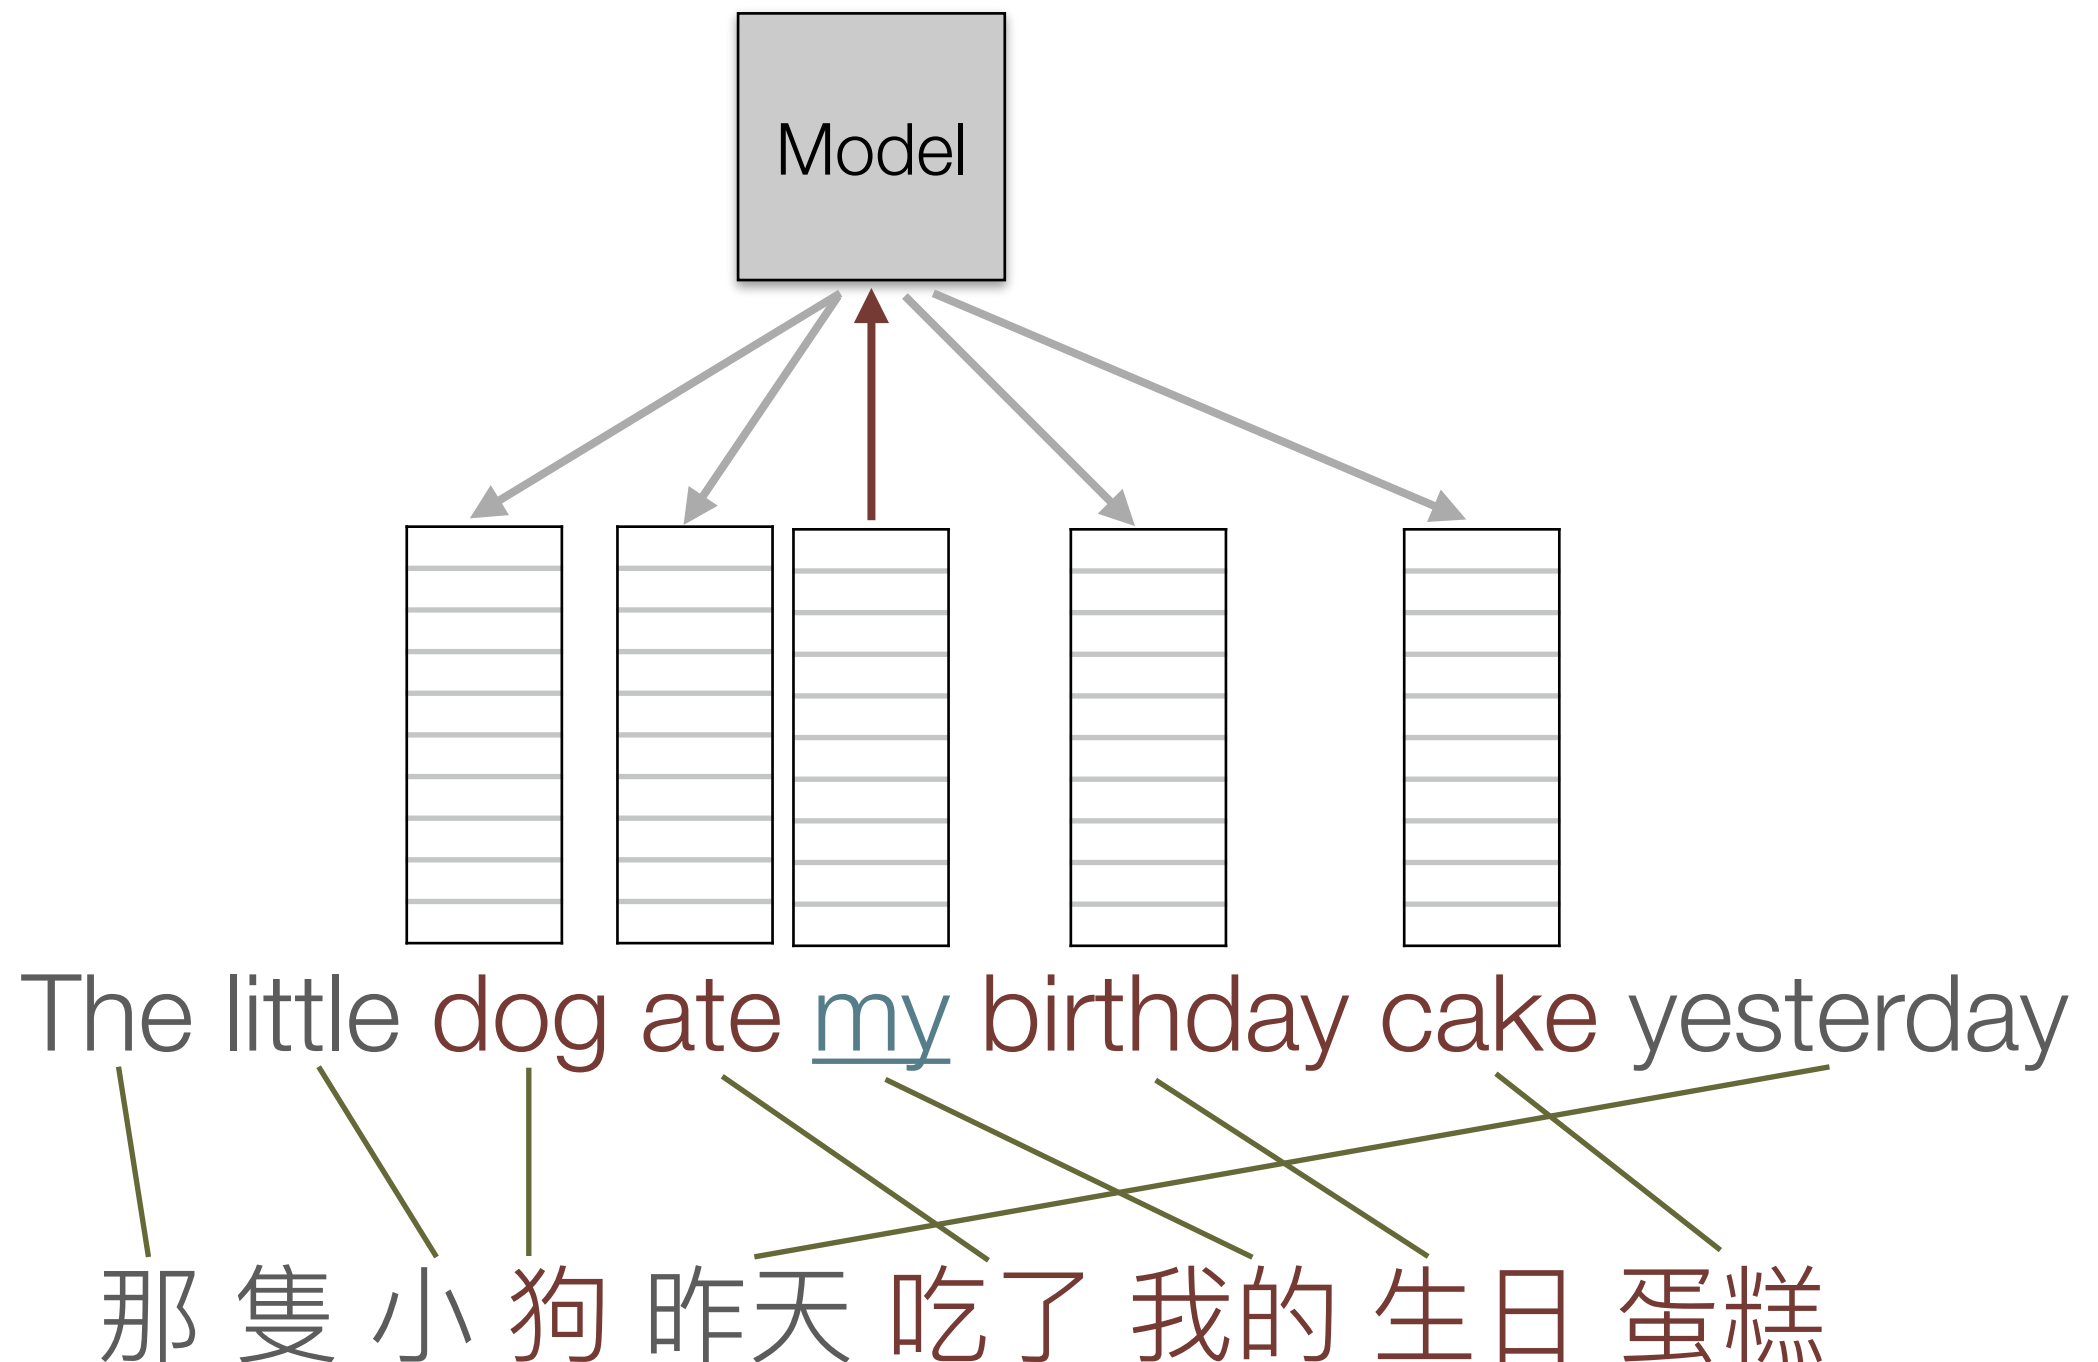 Model
The little dog ate my birthday cake yesterday
那 隻 小 狗 昨天 吃了 我的 生日 蛋糕